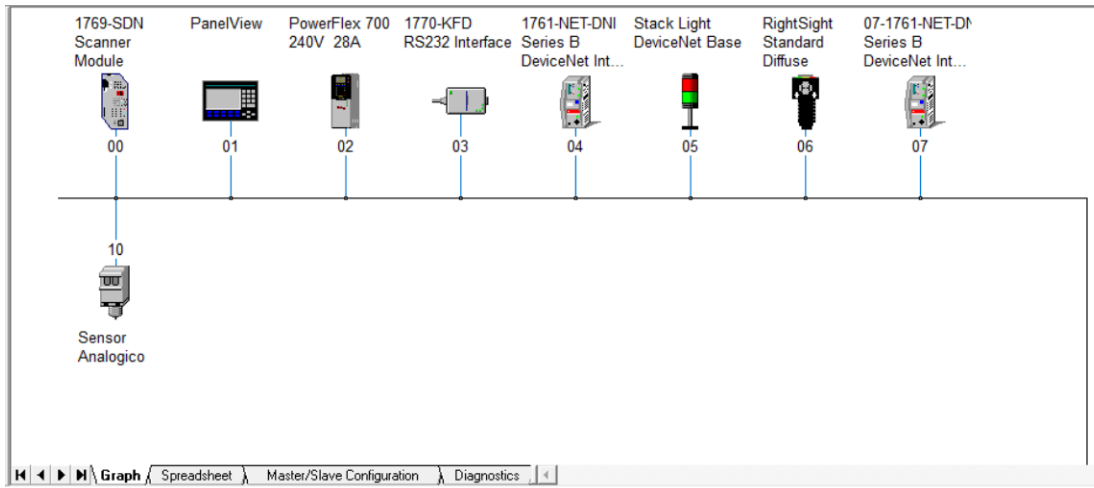 1769-SDN
Scanner
Module
PanelView
PowerFlex 700
240V 28A
1770-KFD
RS232 Interface
1761-NET-DNI
Series B
DeviceNet Int...
Stack Light
DeviceNet Base
RightSight
Standard
Diffuse
07-1761-NET-DN
Series B
DeviceNet Int...
00
01
02
03
04
05
06
07
10
Sensor
Analogico
Graph
Spreadsheet
Master/Slave Configuration
Diagnostics